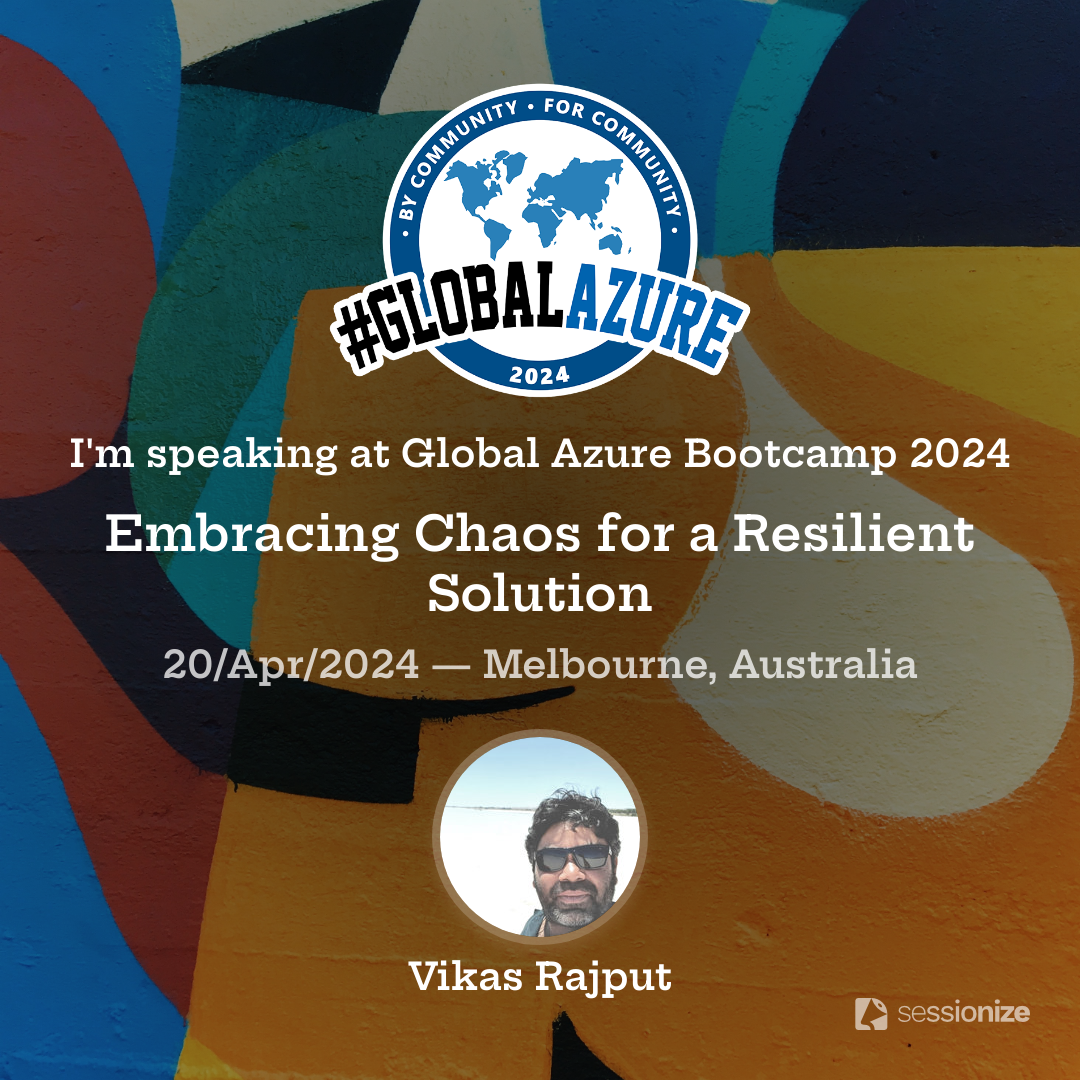 • BY COMMUNITY • FOR COMMUNITY •
#GLOBALAZURE
2024
I'm speaking at Global Azure Bootcamp 2024
Embracing Chaos for a Resilient
Solution
20/Apr/2024 — Melbourne, Australia
Vikas Rajput
sessionize